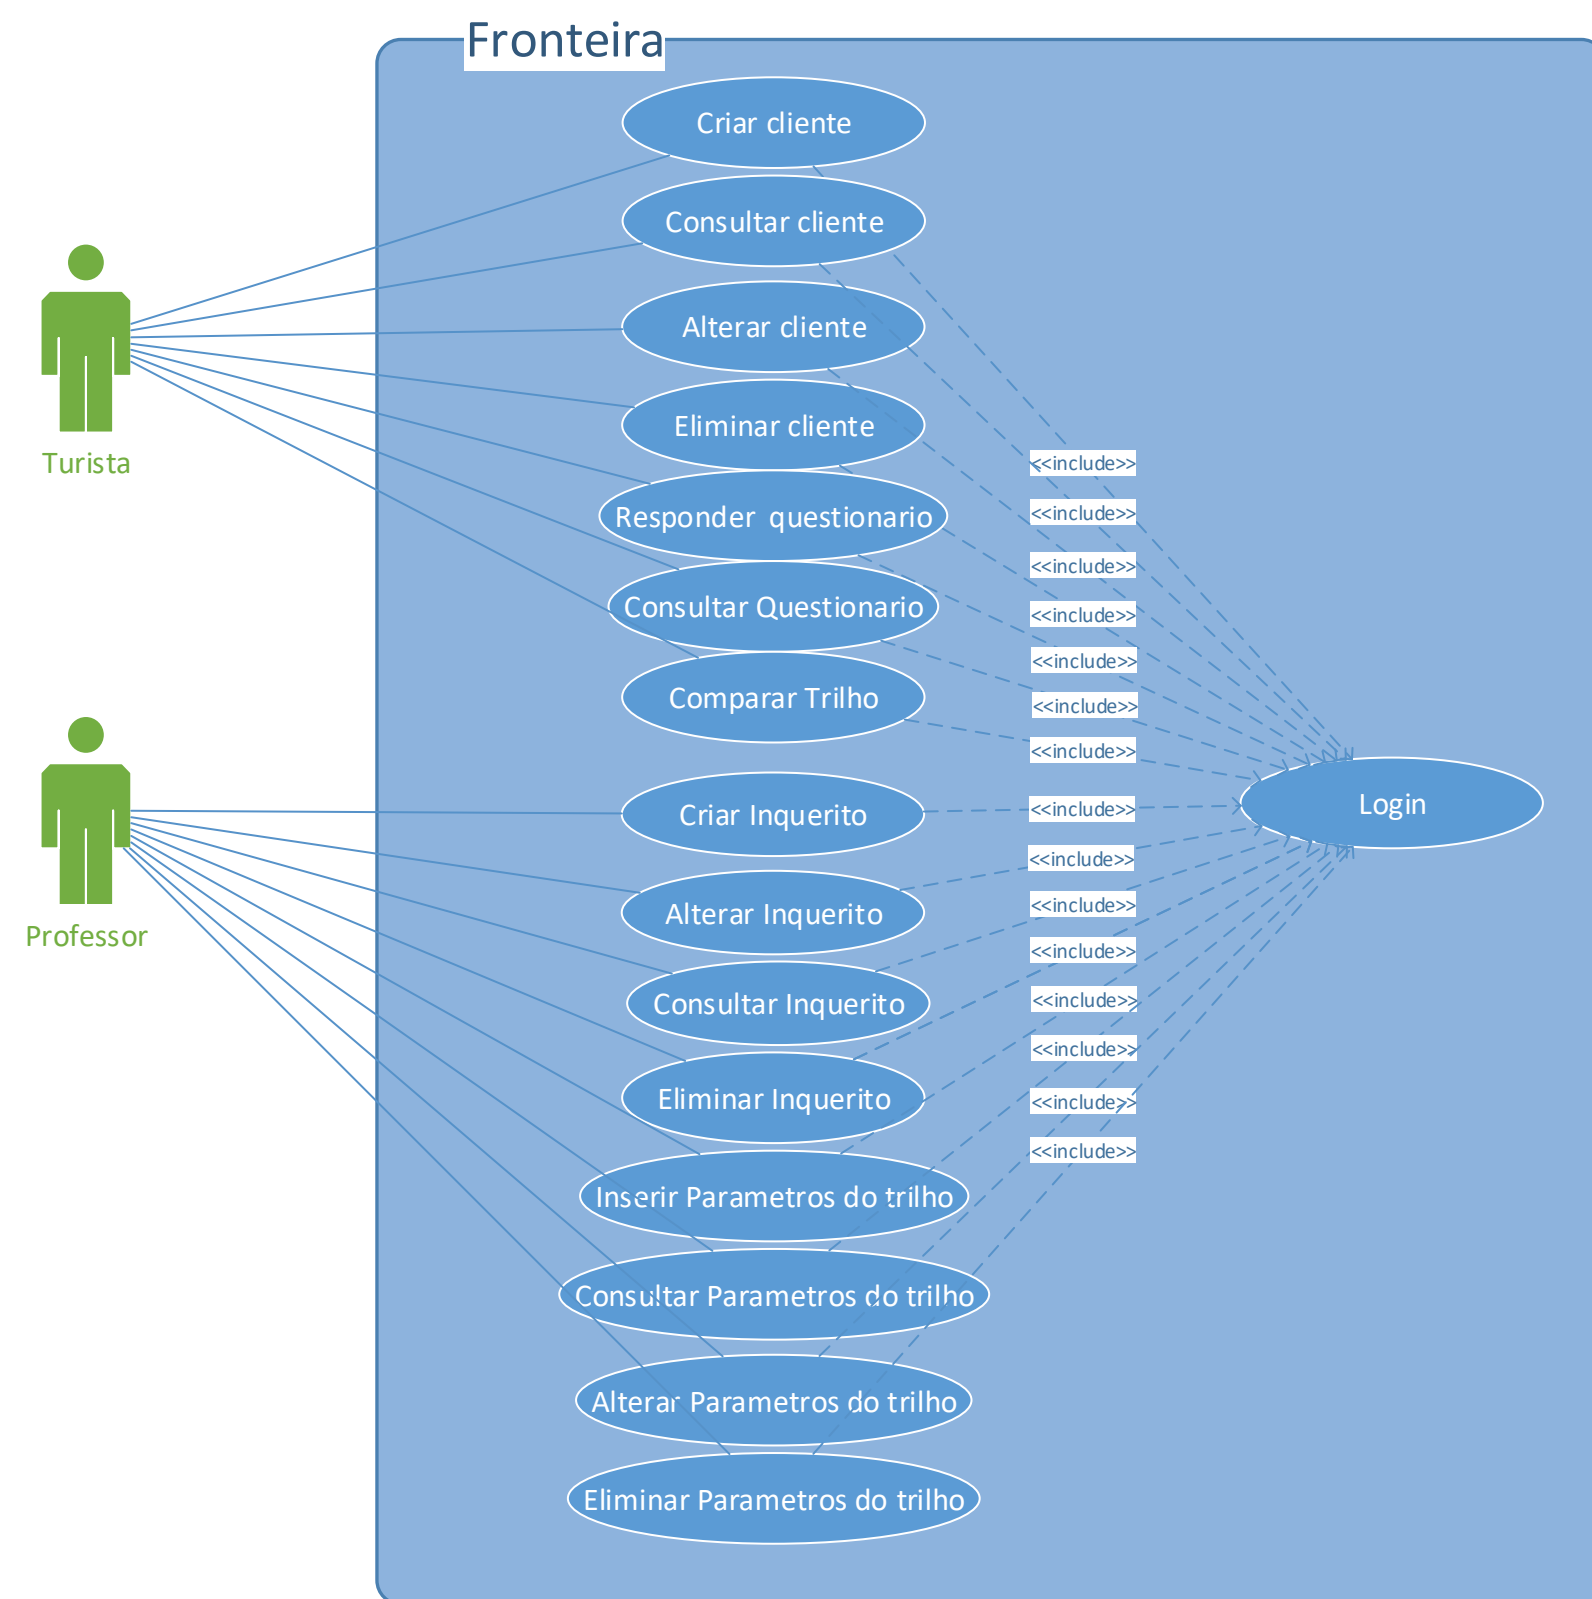 Fronteira
Criar cliente
Consultar cliente
Alterar cliente
Eliminar cliente
Turista
<<include>>
<<include>>
Responder  questionario
<<include>>
Consultar Questionario
<<include>>
<<include>>
Comparar Trilho
<<include>>
<<include>>
Login
Criar Inquerito
<<include>>
<<include>>
Alterar Inquerito
<<include>>
Professor
<<include>>
Consultar Inquerito
<<include>>
<<include>>
Eliminar Inquerito
<<include>>
<<include>>
Inserir Parametros do trilho
Consultar Parametros do trilho
Alterar Parametros do trilho
Eliminar Parametros do trilho